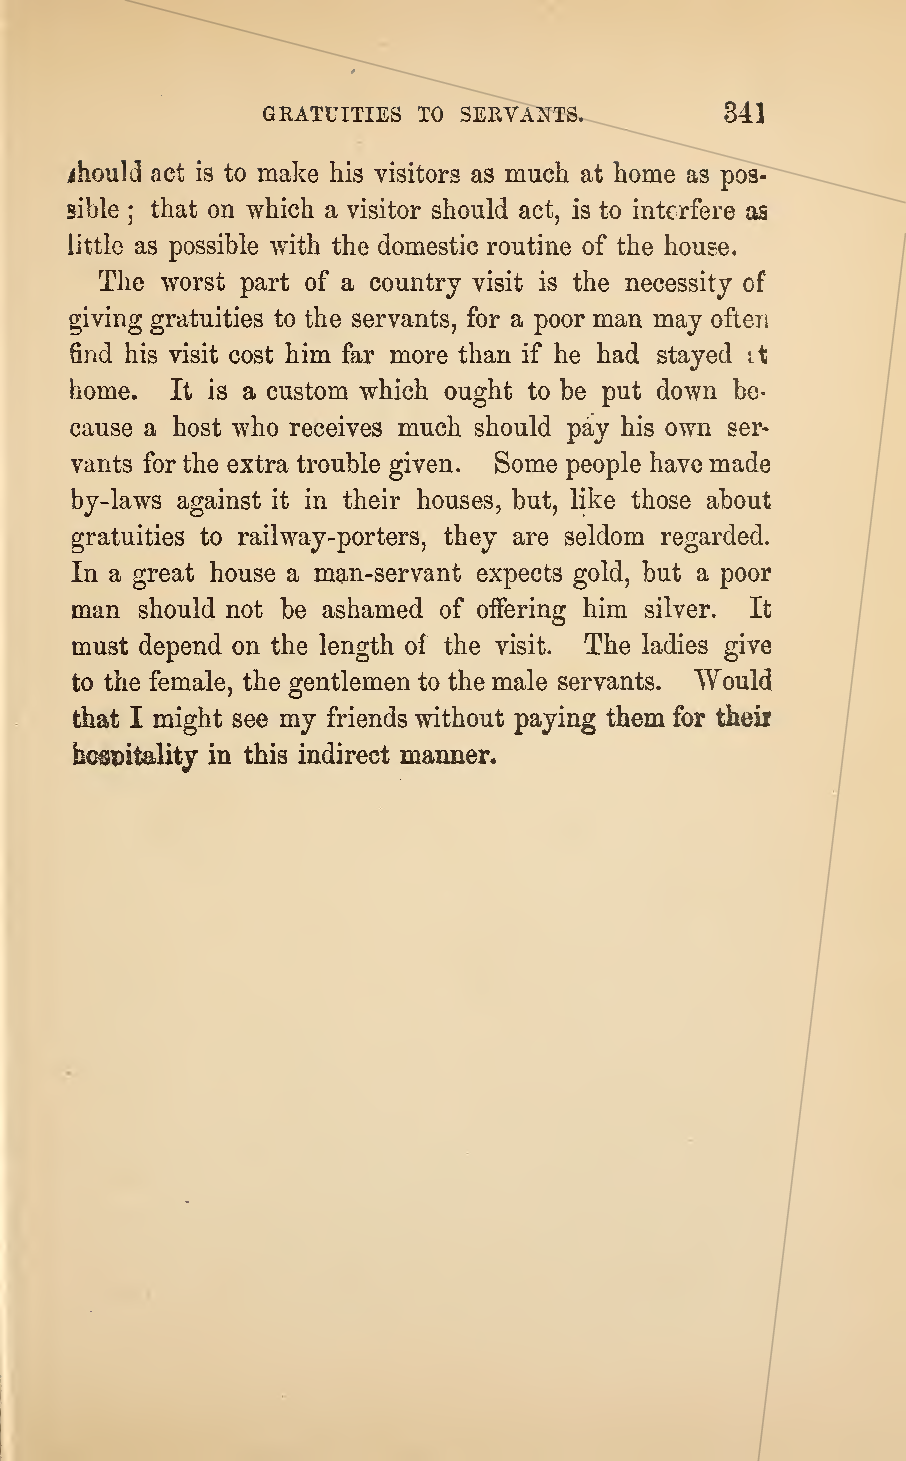 GRATUITIES TO SERVANTS. 341
should act is to make his visitors as much at home as pos-
sible ; that on which a visitor should act, is to interfere as
little as possible with the domestic routine of the house.
The worst part of a country visit is the necessity of
giving gratuities to the servants, for a poor man may often
find his visit cost him far more than if he had stayed at
home. It is a custom which ought to be put down be-
cause a host who receives much should pay his own ser-
vants for the extra trouble given. Some people have made
by-laws against it in their houses, but, like those about
gratuities to railway-porters, they are seldom regarded.
In a great house a man-servant expects gold, but a poor
man should not be ashamed of offering him silver. It
must depend on the length of the visit. The ladies give
to the female, the gentlemen to the male servants. Would
that I might see my friends without paying them for their
hospitality in this indirect manner.